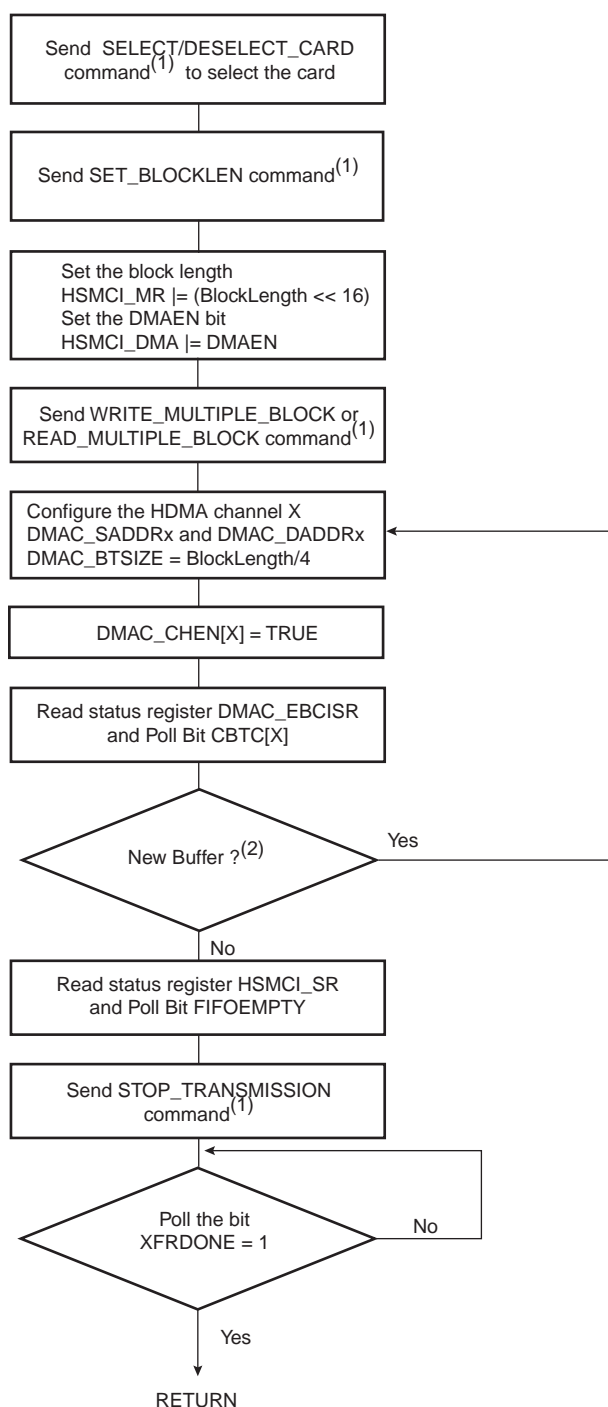 Send SELECT/DESELECT_CARD
command(1) to select the card
Send SET_BLOCKLEN command(1)
Set the block length
HSMCI_MR |= (BlockLength << 16)
Set the DMAEN bit
HSMCI_DMA |= DMAEN
Send WRITE_MULTIPLE_BLOCK or
READ_MULTIPLE_BLOCK command(1)
Configure the HDMA channel X
DMAC_SADDRx and DMAC_DADDRx
DMAC_BTSIZE = BlockLength/4
DMAC_CHEN[X] = TRUE
Read status register DMAC_EBCISR
and Poll Bit CBTC[X]
New Buffer ?(2)
Yes
No
Read status register HSMCI_SR
and Poll Bit FIFOEMPTY
Send STOP_TRANSMISSION
command(1)
Poll the bit
XFRDONE = 1
No
Yes
RETURN